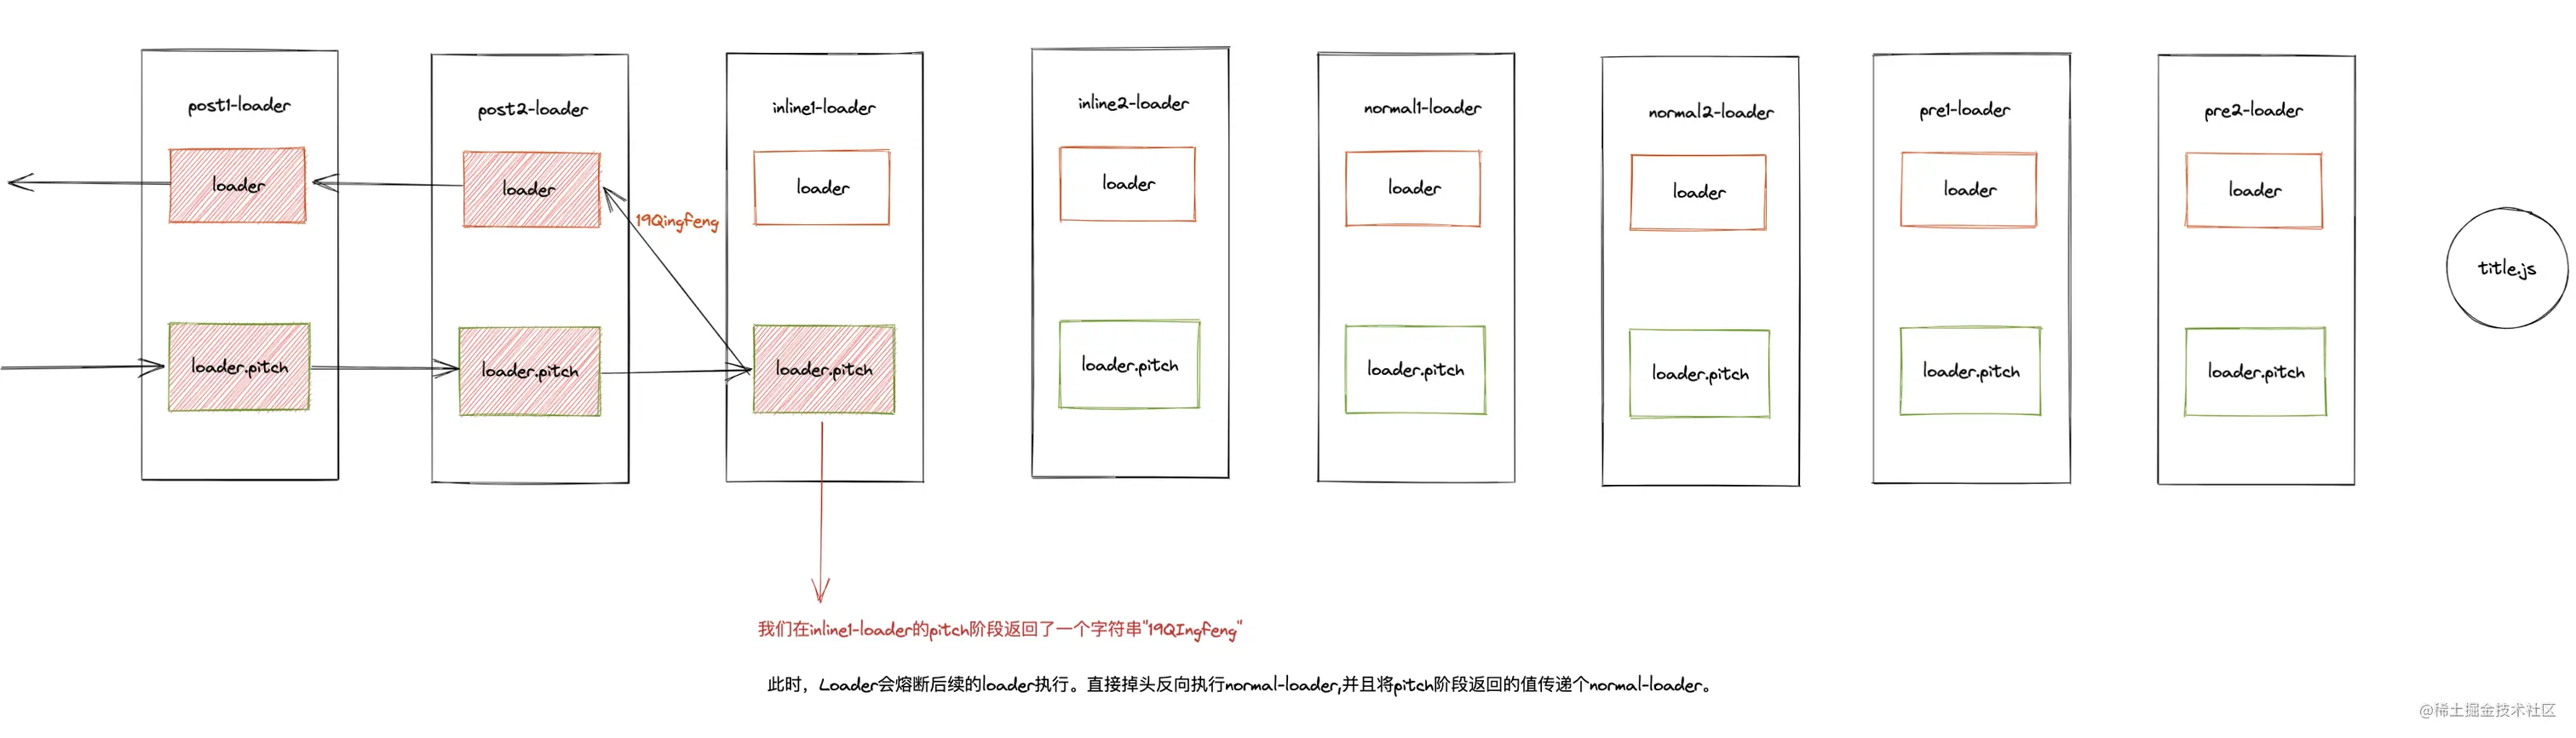 post1-loader
post2-loader
inline1-loader
inline2-loader
normal1-loader
normal2-loader
pre1-loader
pre2-loader
loader
loader
loader
loader
loader
loader
loader
loader
19Qingfeng
title.js
loader.pitch
loader.pitch
loader.pitch
loader.pitch
loader.pitch
loader.pitch
loader.pitch
loader.pitch
我们在inline1-loader的pitch阶段返回了一个字符串"19QIngfeng"
此时，Loader会熔断后续的loader执行。直接掉头反向执行normal-loader,并且将pitch阶段返回的值传递个normal-loader。
@稀土掘金技术社区